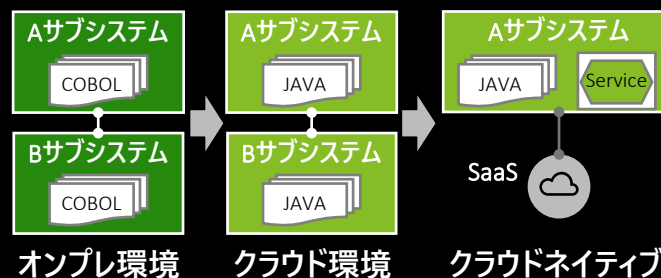 Aサブシステム
COBOL
Bサブシステム
COBOL
オンプレ環境
Aサブシステム
JAVA
Bサブシステム
JAVA
クラウド環境
Aサブシステム
JAVA
Service
SaaS
クラウドネイティブ